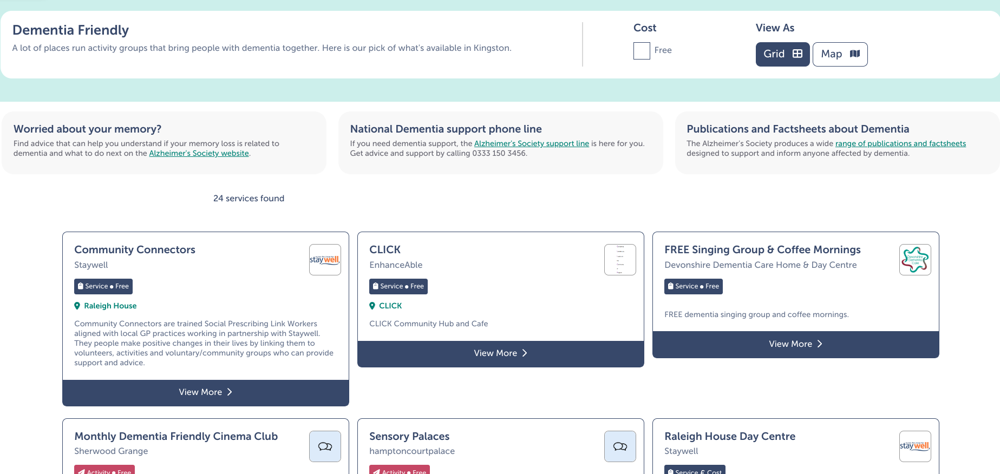 Dementia Friendly
A lot of places run activity groups that bring people with dementia together. Here is our pick of what's available in Kingston.
Cost
Free
View As
Grid
Map
Worried about your memory?
Find advice that can help you understand if your memory loss is related to
dementia and what to do next on the Alzheimer's Society website.
National Dementia support phone line
If you need dementia support, the Alzheimer's Society support line is here for you.
Get advice and support by calling 0333 150 3456.
Publications and Factsheets about Dementia
The Alzheimer's Society produces a wide range of publications and factsheets
designed to support and inform anyone affected by dementia.
24 services found
Community Connectors
Staywell
staywell
Service ● Free
Raleigh House
Community Connectors are trained Social Prescribing Link Workers
aligned with local GP practices working in partnership with Staywell.
They people make positive changes in their lives by linking them to
volunteers, activities and voluntary/community groups who can provide
support and advice.
View More
CLICK
EnhanceAble
Service ● Free
CLICK
CLICK Community Hub and Cafe
View More
FREE Singing Group & Coffee Mornings
Devonshire Dementia Care Home & Day Centre
Devonshire
Dementia
Care
Service ● Free
FREE dementia singing group and coffee mornings.
View More
Monthly Dementia Friendly Cinema Club
Sherwood Grange
Activity ● Free
Sensory Palaces
hamptoncourtpalace
Activity ● Free
Raleigh House Day Centre
Staywell
staywell
Service £ Cost